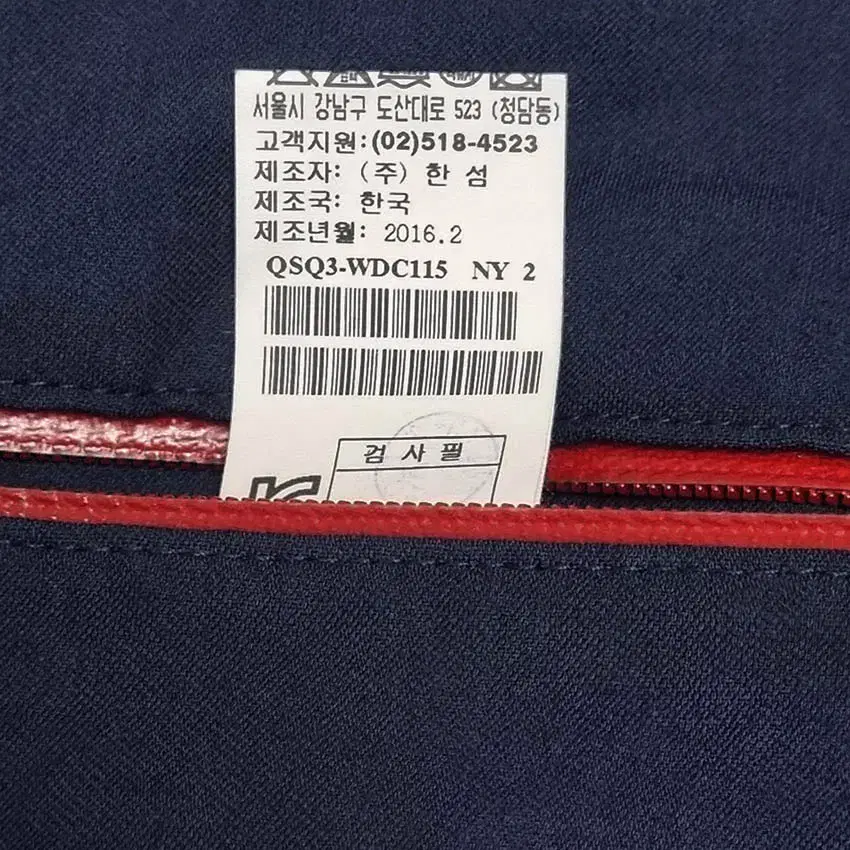 서울시 강남구 도산대로 523 (청담동)
고객지원:(02)518-4523
제조자: (주) 한 섬
제조국: 한국
제조년월: 2016.2
QSQ3-WDC115 NY 2
검 사 필